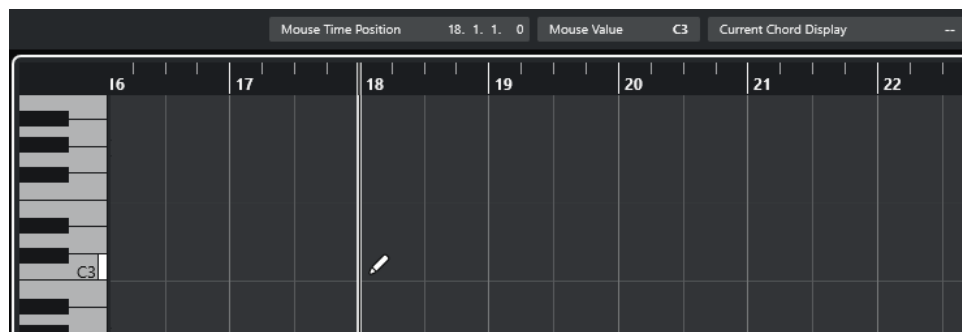 Mouse Time Position 18. 1. 1. 0 Mouse Value C3 Current Chord Display --
16 17 18 19 20 21 22
C3